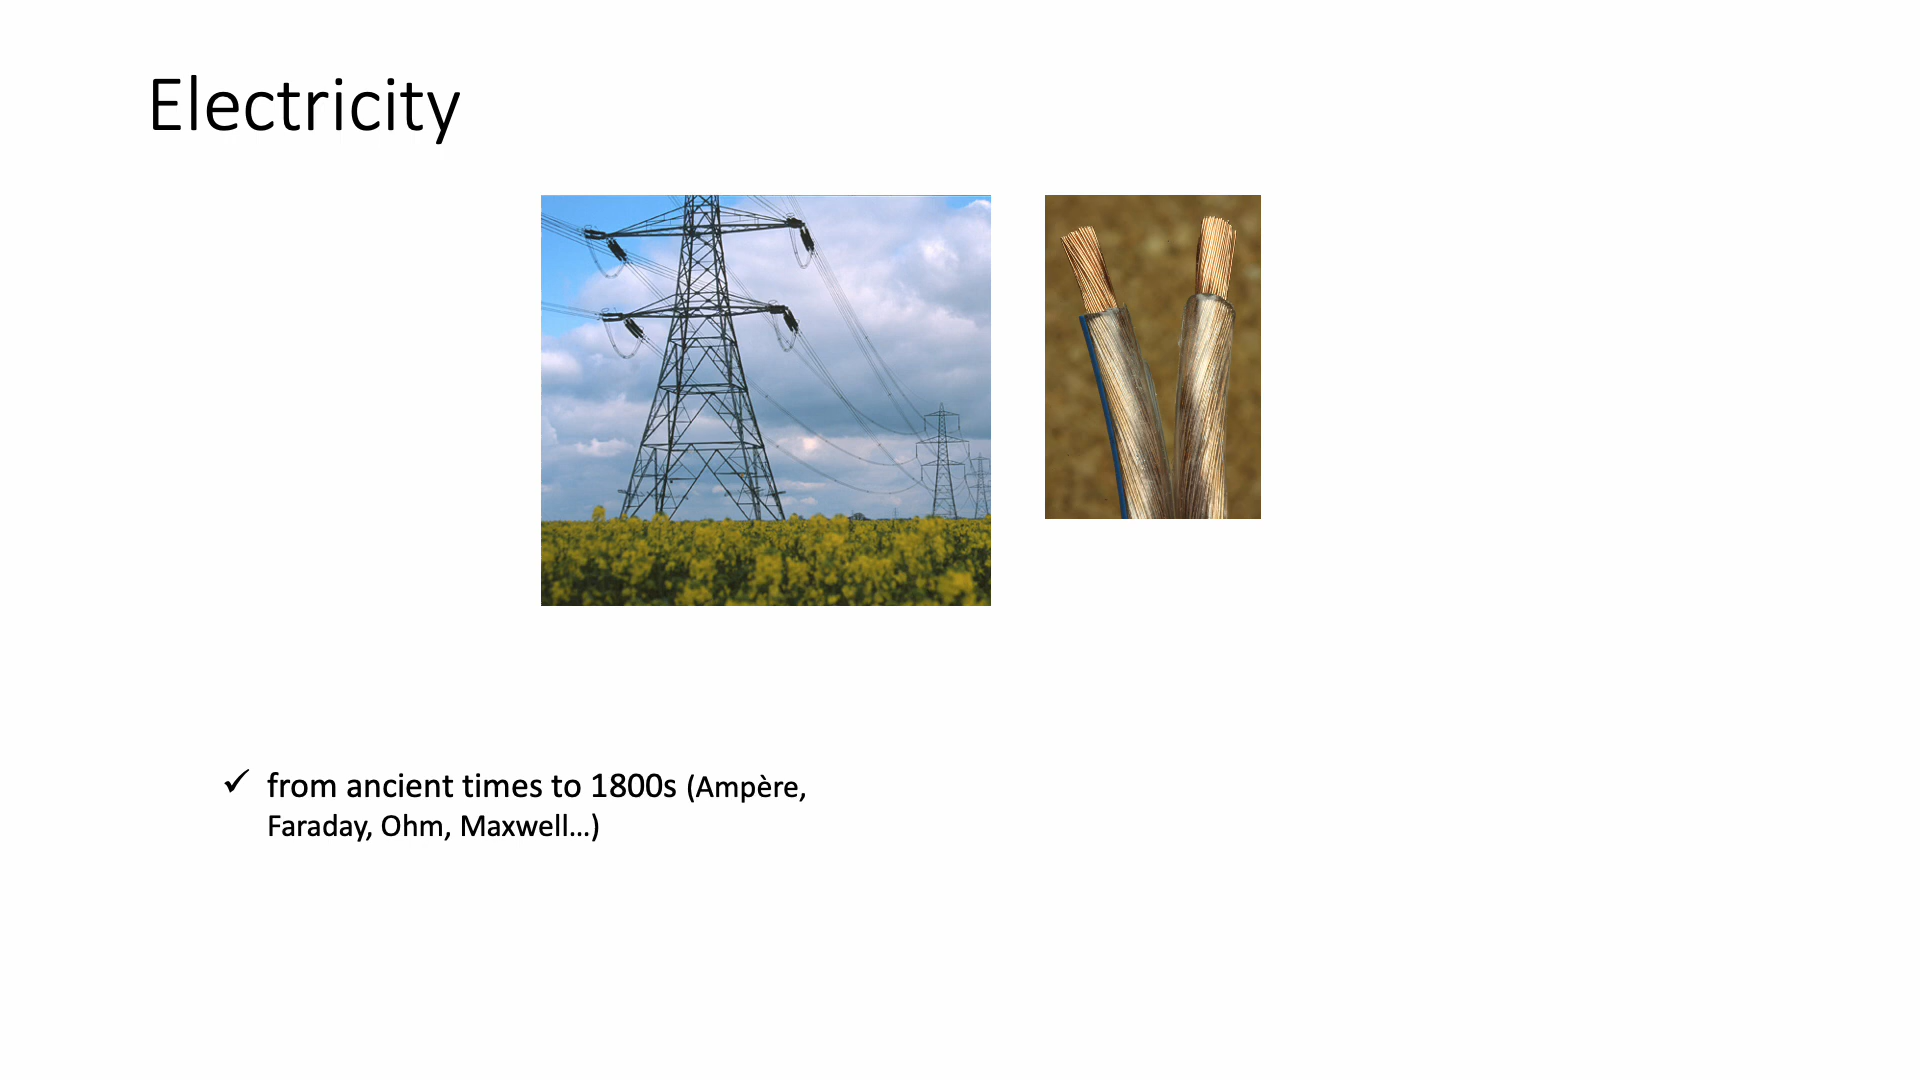 Electricity
✓ from ancient times to 1800s (Ampère,
Faraday, Ohm, Maxwell…)